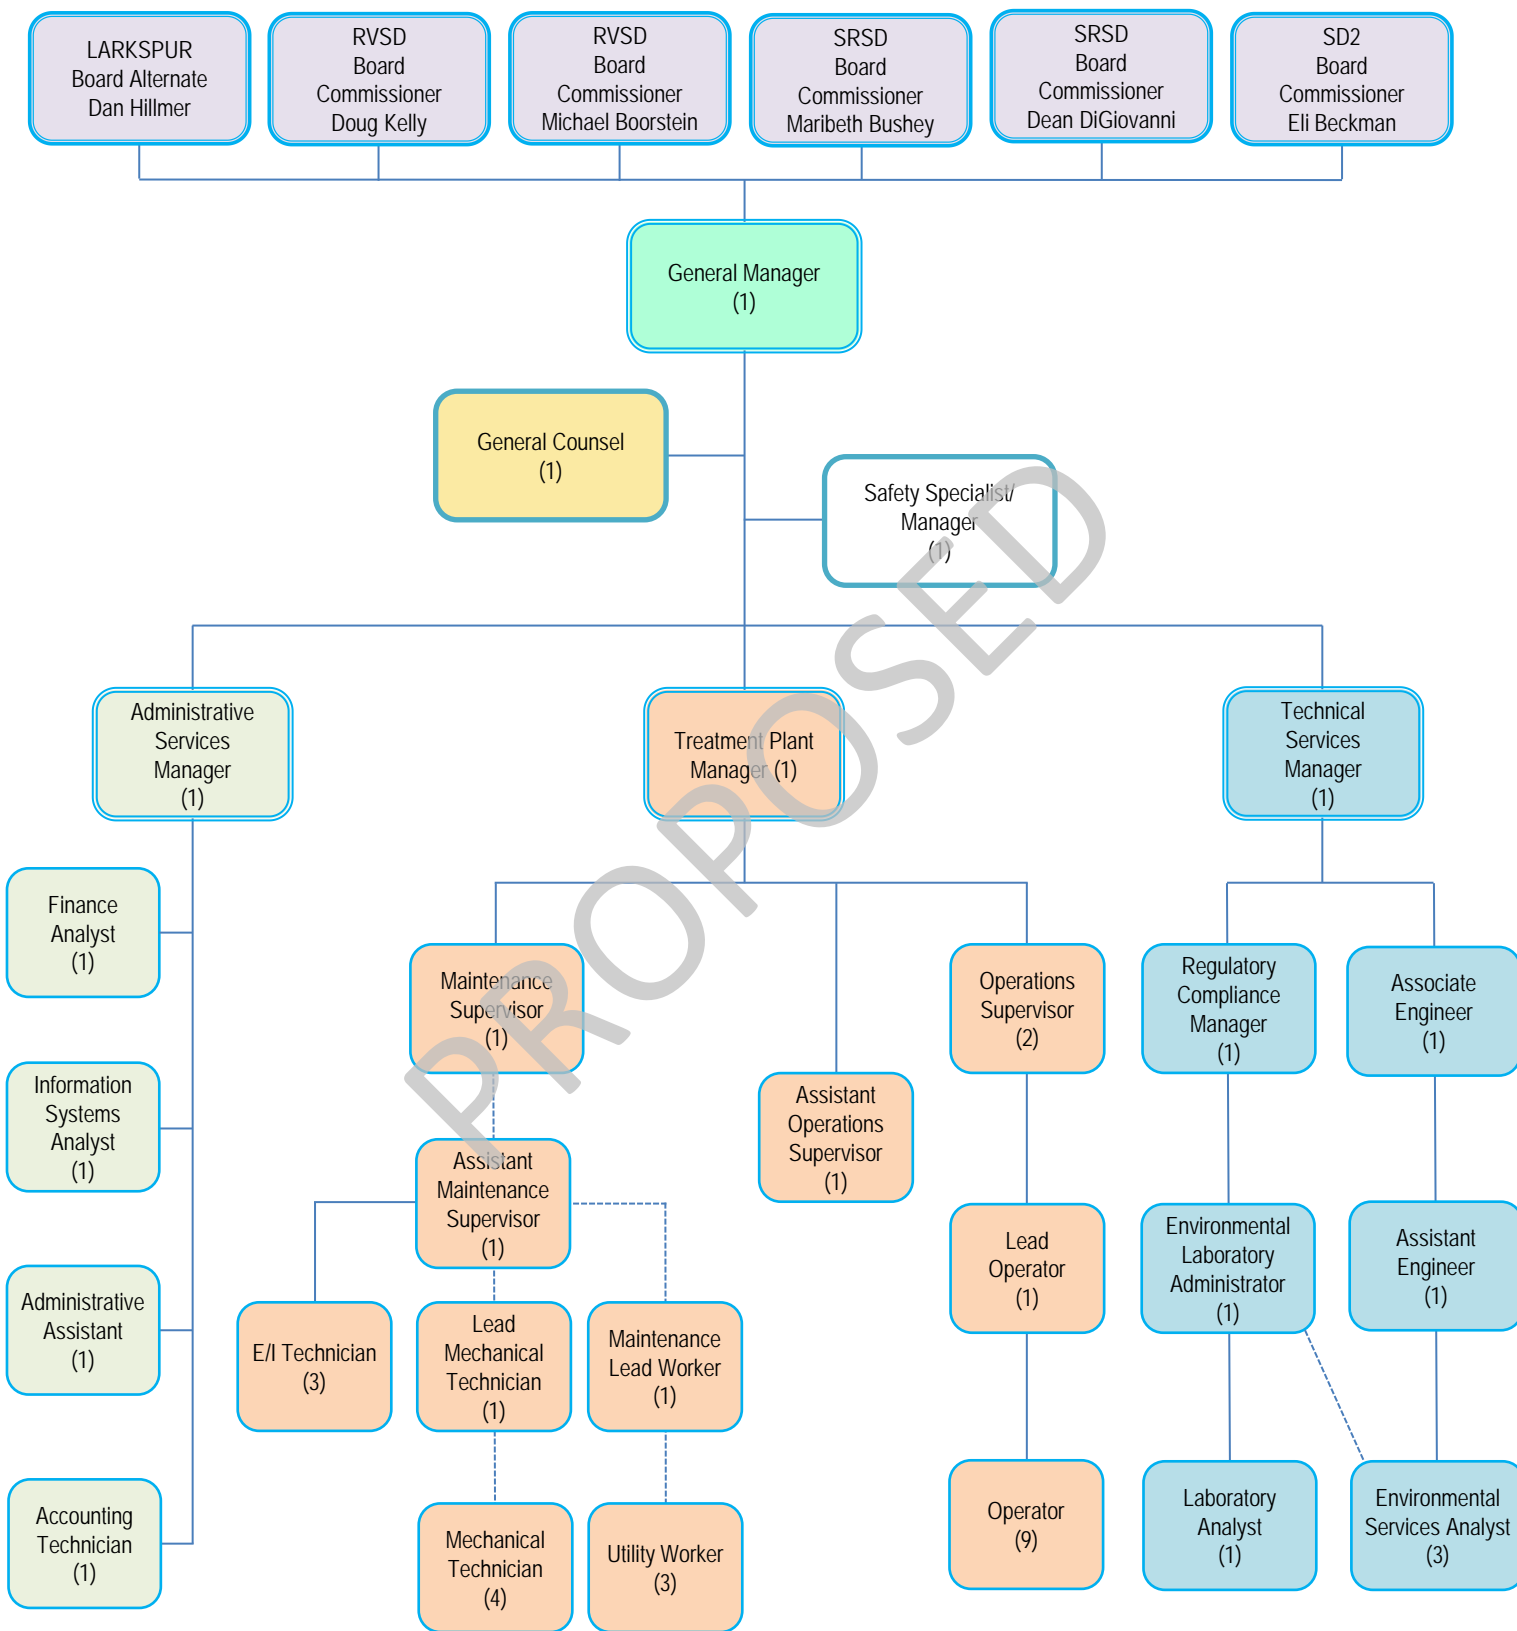 LARKSPUR
Board Alternate
Dan Hillmer
RVSD
Board
Commissioner
Doug Kelly
RVSD
Board
Commissioner
Michael Boorstein
SRSD
Board
Commissioner
Maribeth Bushey
SRSD
Board
Commissioner
Dean DiGiovanni
SD2
Board
Commissioner
Eli Beckman
General Manager
(1)
General Counsel
(1)
Safety Specialist/
Manager
(1)
PROPOSED
Administrative
Services
Manager
(1)
Treatment Plant
Manager (1)
Technical
Services
Manager
(1)
Finance
Analyst
(1)
Information
Systems
Analyst
(1)
Administrative
Assistant
(1)
Accounting
Technician
(1)
Maintenance
Supervisor
(1)
Assistant
Maintenance
Supervisor
(1)
E/I Technician
(3)
Lead
Mechanical
Technician
(1)
Maintenance
Lead Worker
(1)
Mechanical
Technician
(4)
Utility Worker
(3)
Assistant
Operations
Supervisor
(1)
Operations
Supervisor
(2)
Lead
Operator
(1)
Operator
(9)
Regulatory
Compliance
Manager
(1)
Environmental
Laboratory
Administrator
(1)
Laboratory
Analyst
(1)
Associate
Engineer
(1)
Assistant
Engineer
(1)
Environmental
Services Analyst
(3)